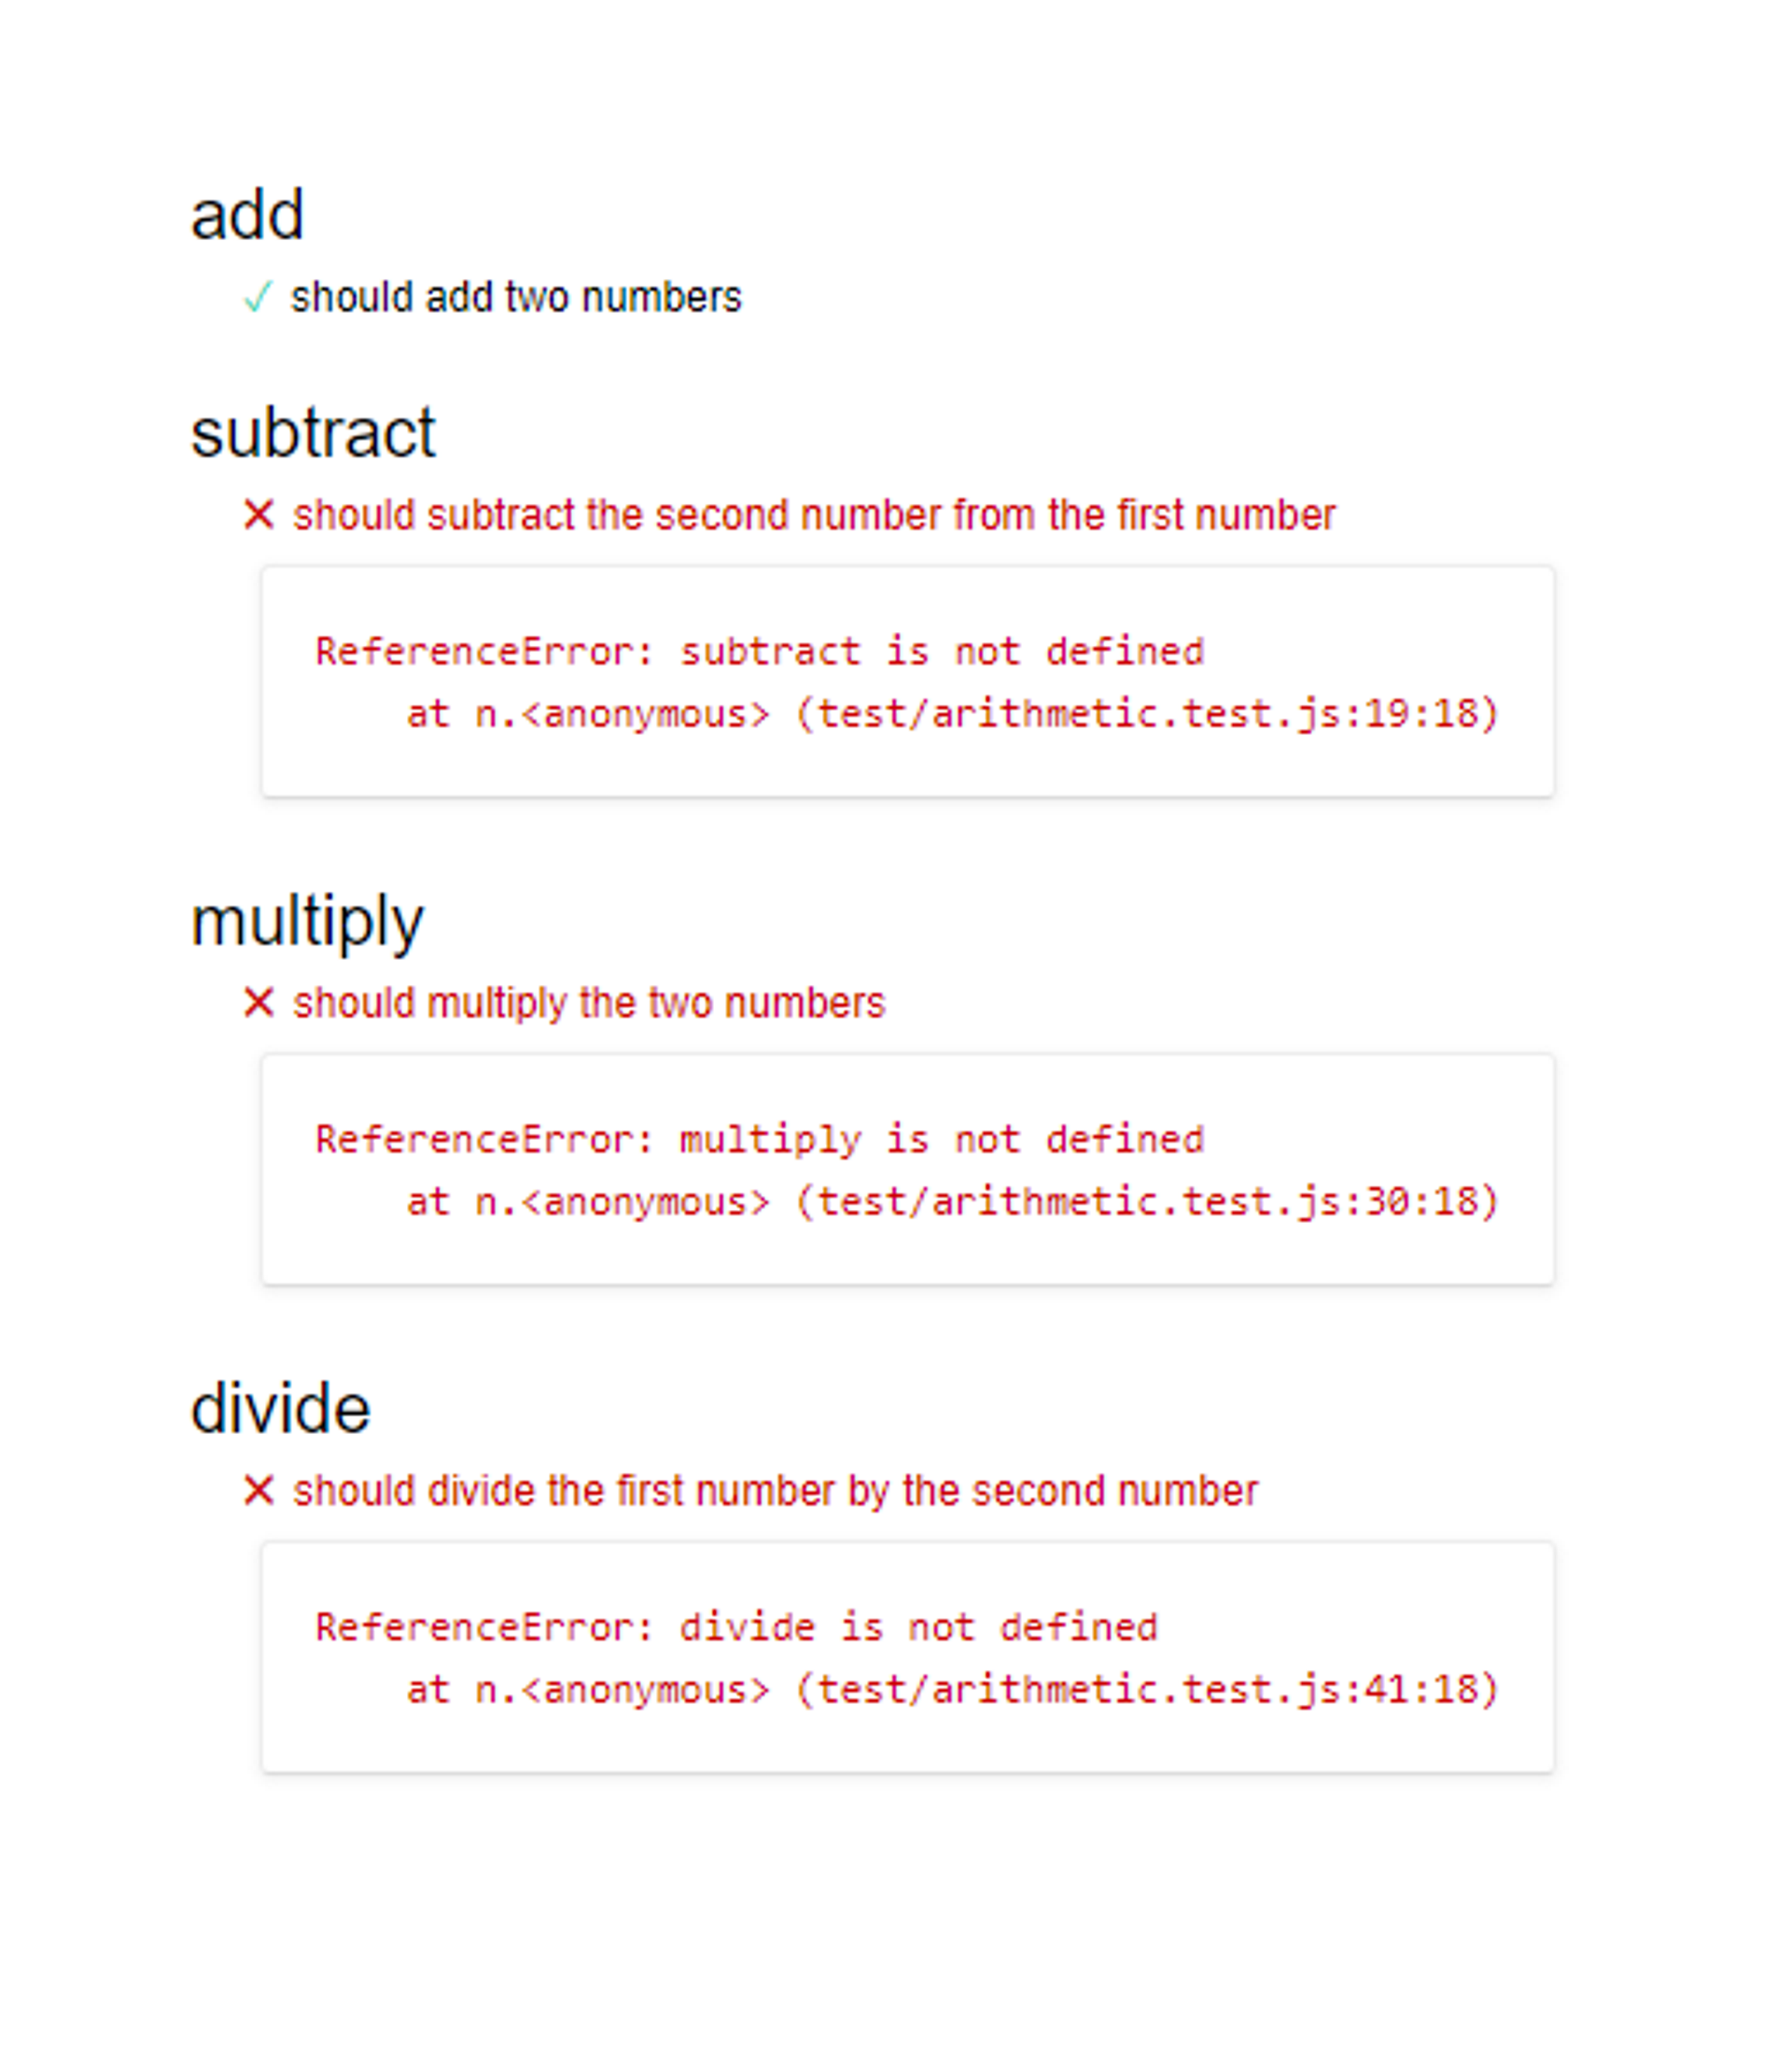 add
✓ should add two numbers
subtract
✕ should subtract the second number from the first number
ReferenceError: subtract is not defined
at n.<anonymous> (test/arithmetic.test.js:19:18)
multiply
✕ should multiply the two numbers
ReferenceError: multiply is not defined
at n.<anonymous> (test/arithmetic.test.js:30:18)
divide
✕ should divide the first number by the second number
ReferenceError: divide is not defined
at n.<anonymous> (test/arithmetic.test.js:41:18)